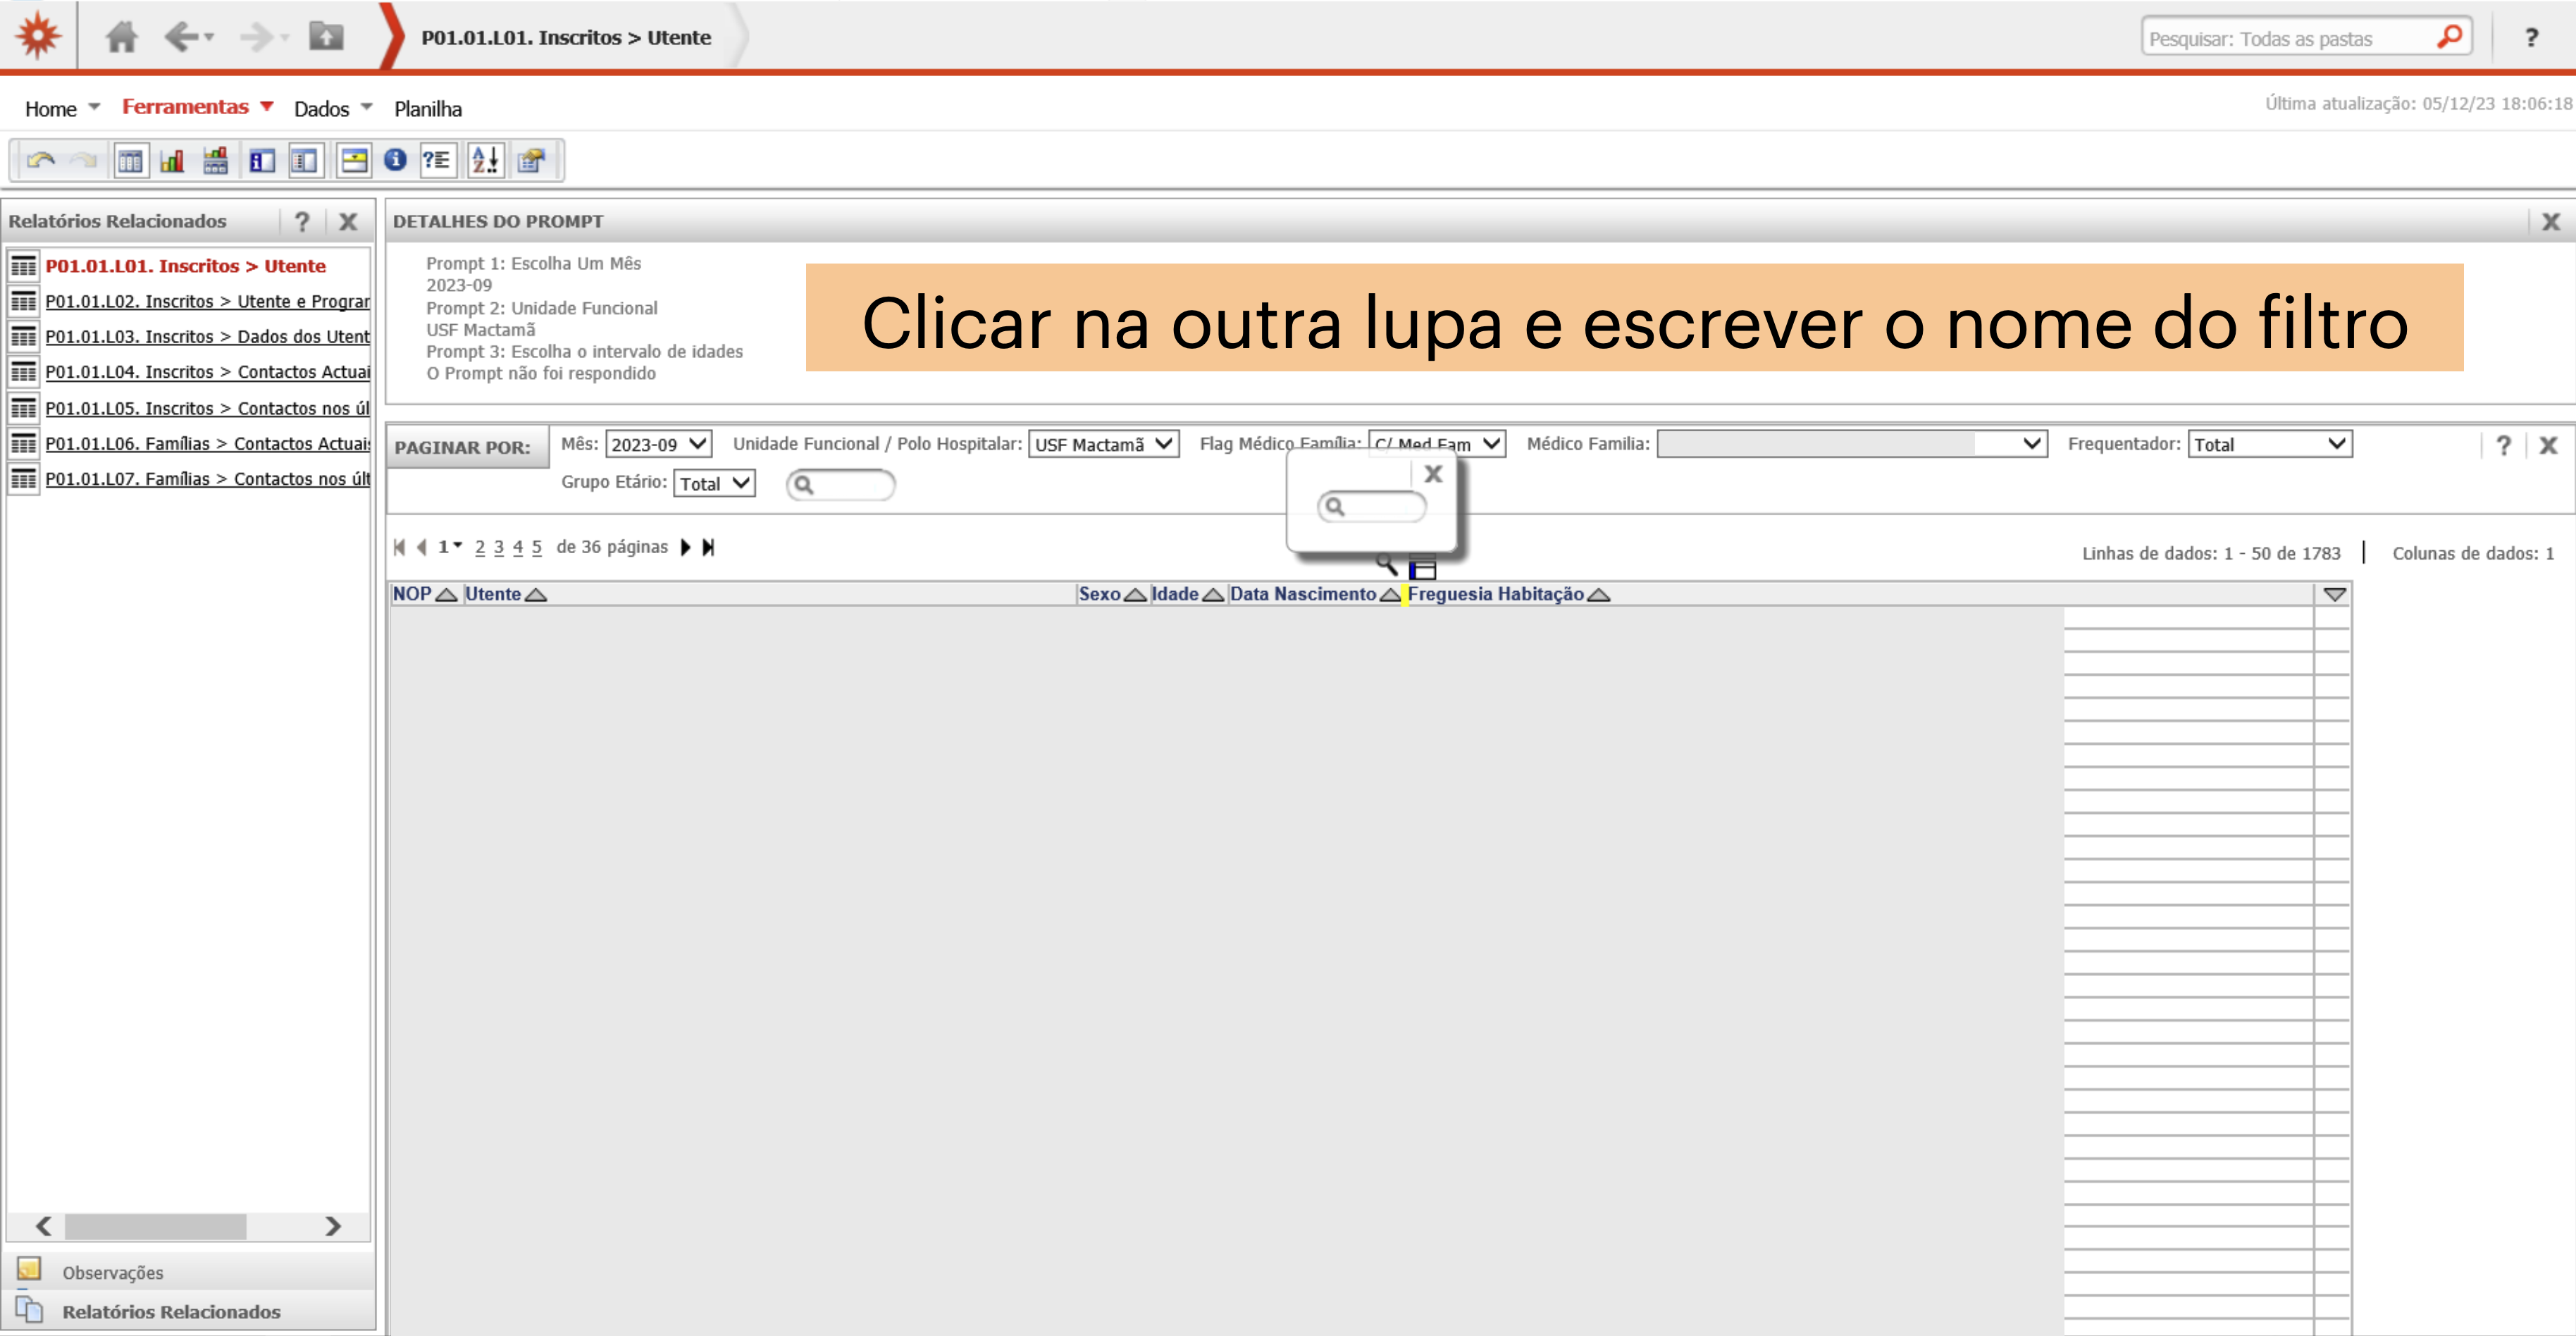 P01.01.L01. Inscritos > Utente
Pesquisar: Todas as pastas
?
Home Ferramentas Dados Planilha
Última atualização: 05/12/23 18:06:18
Relatórios Relacionados ? X
P01.01.L01. Inscritos > Utente
P01.01.L02. Inscritos > Utente e Prograr
P01.01.L03. Inscritos > Dados dos Utent
P01.01.L04. Inscritos > Contactos Actuai
P01.01.L05. Inscritos > Contactos nos úl
P01.01.L06. Famílias > Contactos Actuais
P01.01.L07. Famílias > Contactos nos últ
Observações
Relatórios Relacionados
DETALHES DO PROMPT X
Prompt 1: Escolha Um Mês
2023-09
Prompt 2: Unidade Funcional
USF Mactamã
Prompt 3: Escolha o intervalo de idades
O Prompt não foi respondido
Clicar na outra lupa e escrever o nome do filtro
PAGINAR POR: Mês: 2023-09 Unidade Funcional / Polo Hospitalar: USF Mactamã Flag Médico Família: C/ Med Fam Médico Familia: Frequentador: Total ? X
Grupo Etário: Total
X
1 2 3 4 5 de 36 páginas
Linhas de dados: 1 - 50 de 1783 | Colunas de dados: 1
NOP Utente Sexo Idade Data Nascimento Freguesia Habitação